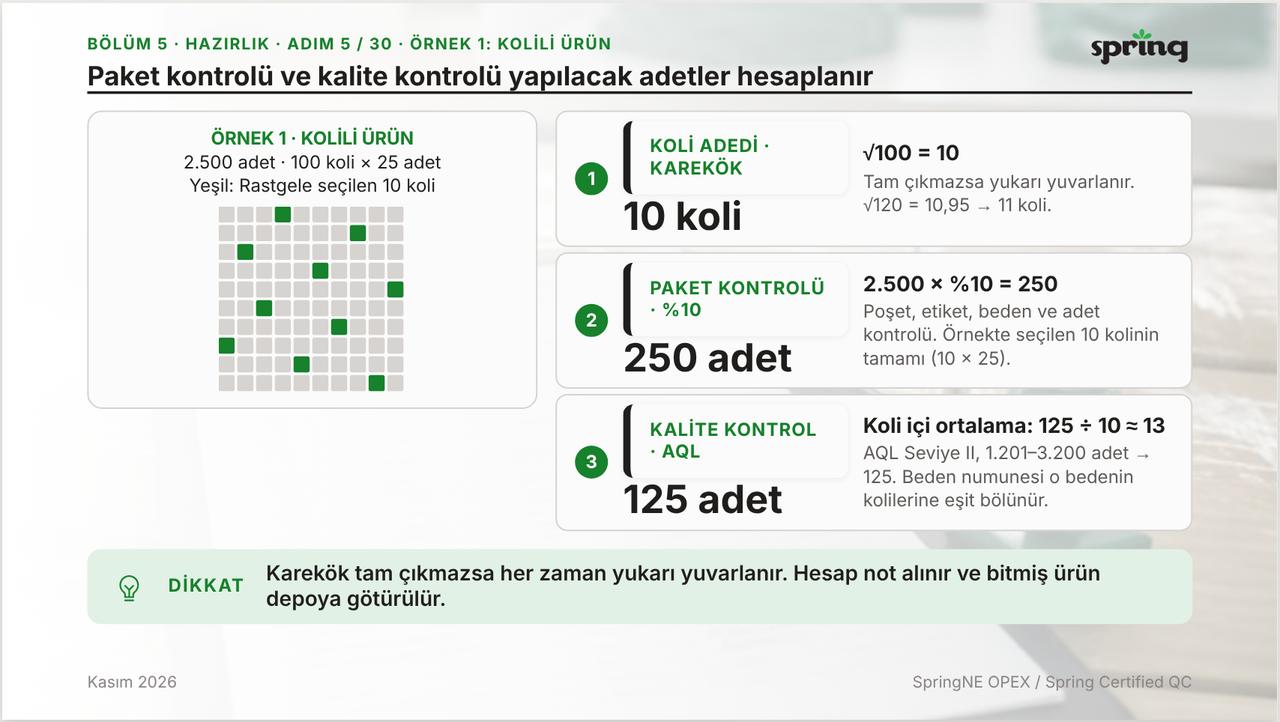 BÖLÜM 5 · HAZIRLIK · ADIM 5 / 30 · ÖRNEK 1: KOLİLİ ÜRÜN
spring
Paket kontrolü ve kalite kontrolü yapılacak adetler hesaplanır
ÖRNEK 1 · KOLİLİ ÜRÜN
2.500 adet · 100 koli × 25 adet
Yeşil: Rastgele seçilen 10 koli
1
KOLİ ADEDİ ·
KAREKÖK
10 koli
√100 = 10
Tam çıkmazsa yukarı yuvarlanır.
√120 = 10,95 → 11 koli.
2
PAKET KONTROLÜ
· %10
250 adet
2.500 × %10 = 250
Poşet, etiket, beden ve adet
kontrolü. Örnekte seçilen 10 kolinin
tamamı (10 × 25).
3
KALİTE KONTROL
· AQL
125 adet
Koli içi ortalama: 125 ÷ 10 ≈ 13
AQL Seviye II, 1.201–3.200 adet →
125. Beden numunesi o bedenin
kolilerine eşit bölünür.
DİKKAT
Karekök tam çıkmazsa her zaman yukarı yuvarlanır. Hesap not alınır ve bitmiş ürün
depoya götürülür.
Kasım 2026
SpringNE OPEX / Spring Certified QC